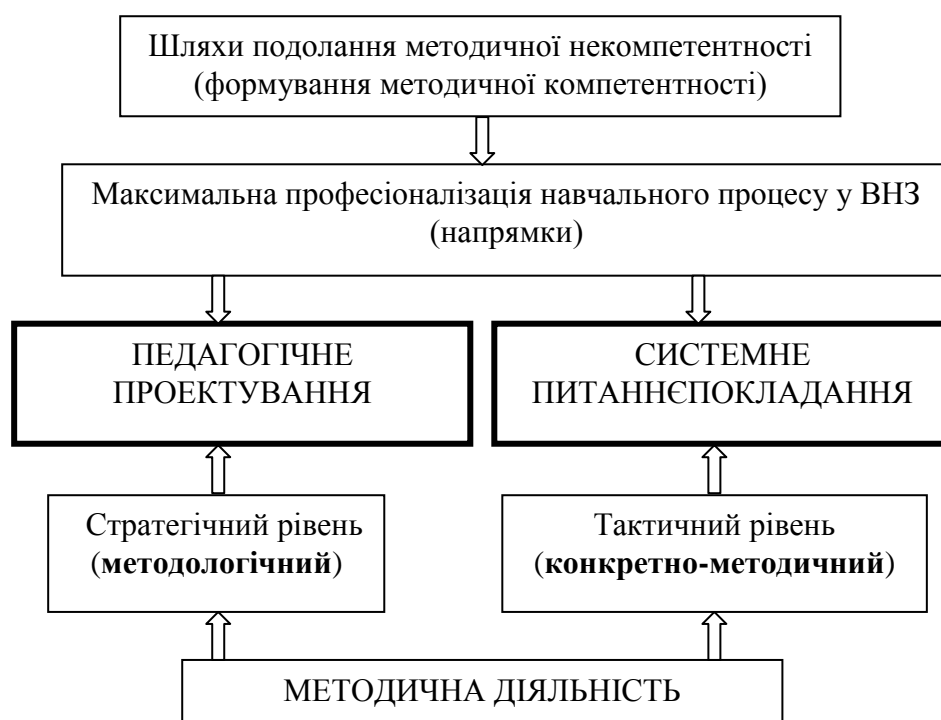 Шляхи подолання методичної некомпетентності
(формування методичної компетентності)
Максимальна професіоналізація навчального процесу у ВНЗ
(напрямки)
ПЕДАГОГІЧНЕ
ПРОЕКТУВАННЯ
СИСТЕМНЕ
ПИТАННЄПОКЛАДАННЯ
Стратегічний рівень
(методологічний)
Тактичний рівень
(конкретно-методичний)
МЕТОДИЧНА ДІЯЛЬНІСТЬ